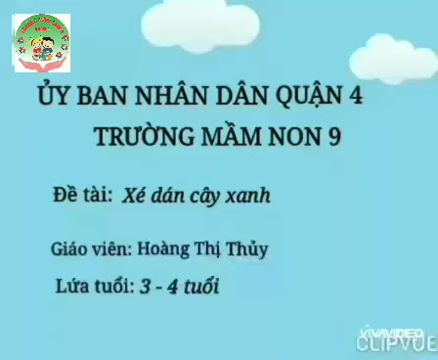 ỦY BAN NHÂN DÂN QUẬN 4
TRƯỜNG MẦM NON 9
Đề tài: Xé dán cây xanh
Giáo viên: Hoàng Thị Thủy
Lứa tuổi: 3 - 4 tuổi
VIVAVIDEO
CLIPVUE